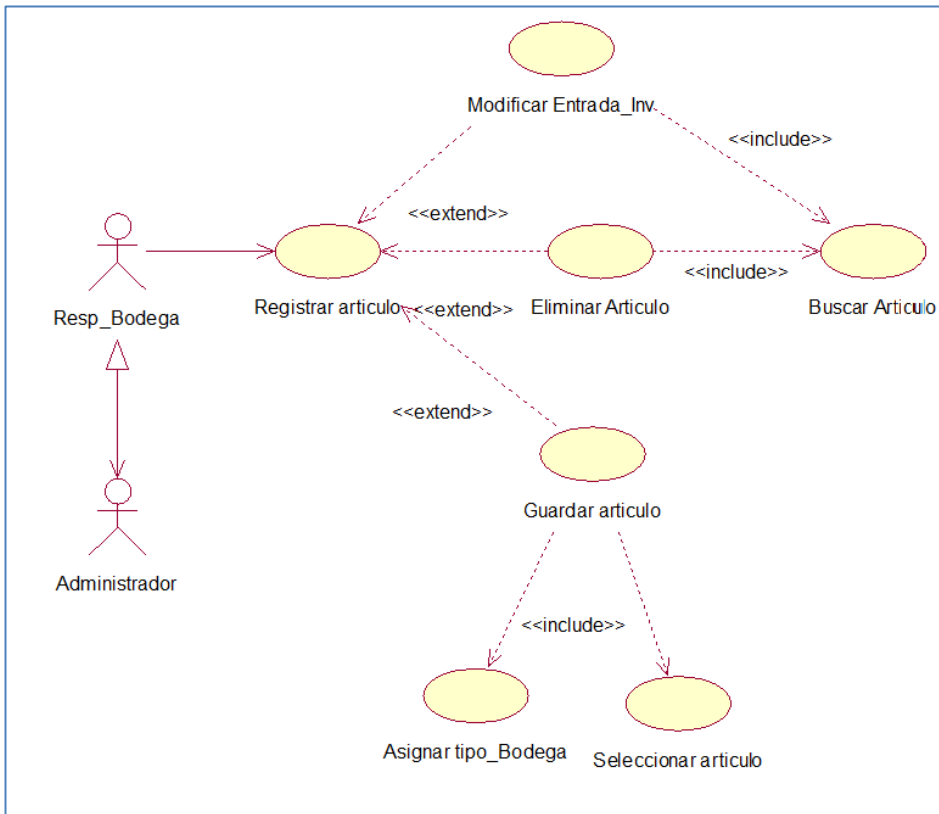 Modificar Entrada_Inv
<<include>>
<<extend>>
<<include>>
Resp_Bodega
Registrar articulo
<<extend>>
Eliminar Articulo
Buscar Articulo
<<extend>>
Guardar articulo
Administrador
<<include>>
Asignar tipo_Bodega
Seleccionar articulo